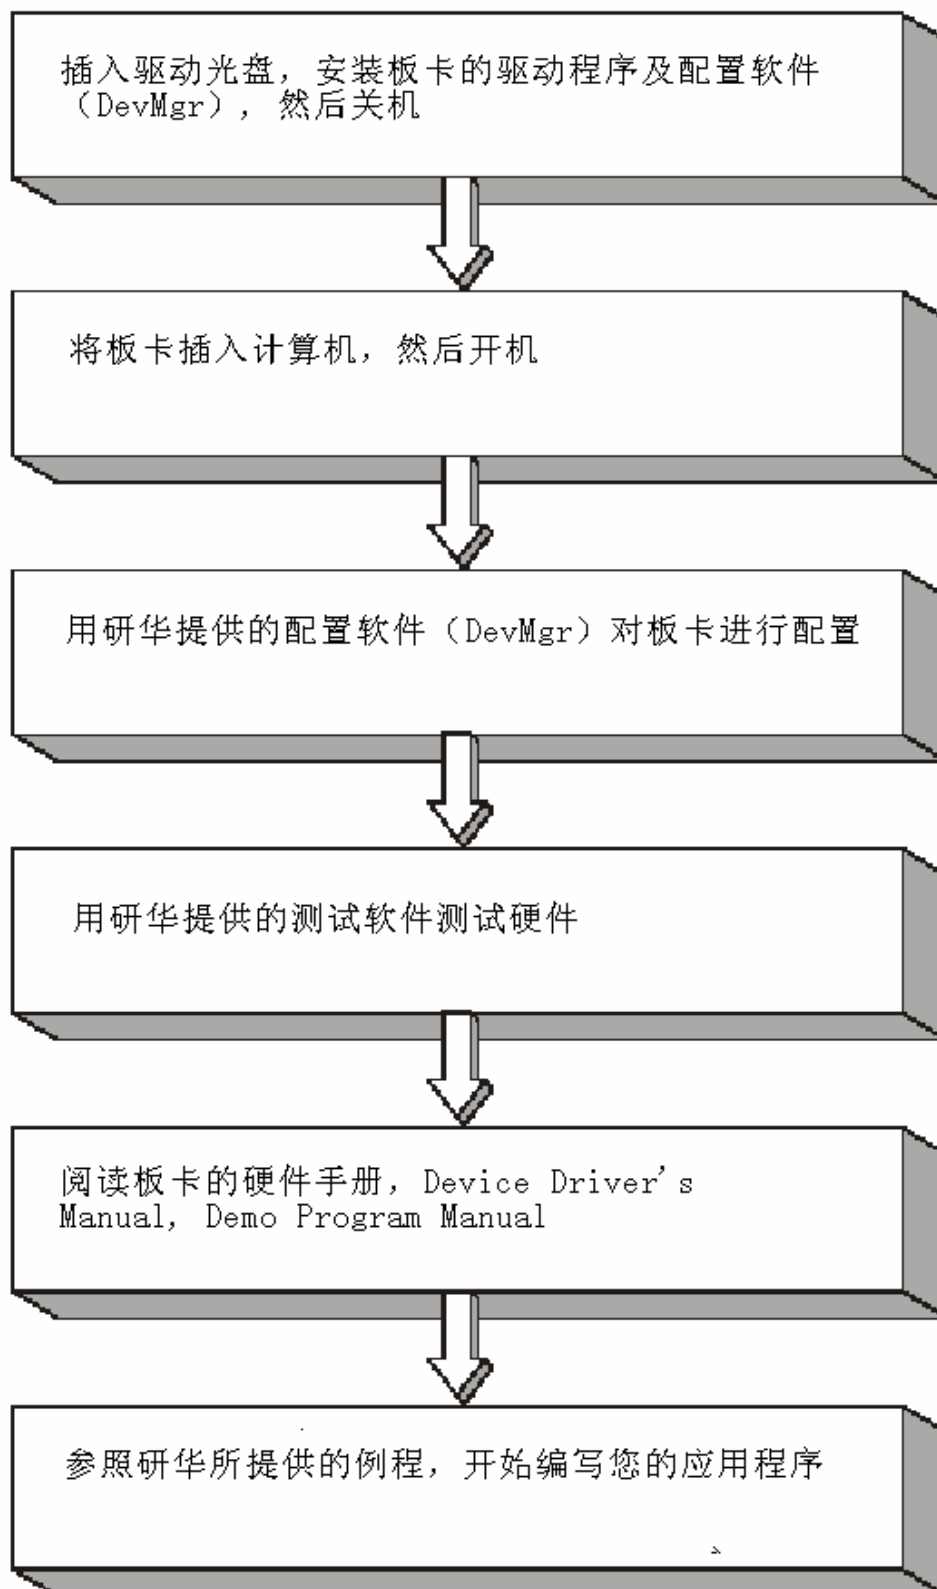 插入驱动光盘，安装板卡的驱动程序及配置软件
（DevMgr），然后关机
将板卡插入计算机，然后开机
用研华提供的配置软件（DevMgr）对板卡进行配置
用研华提供的测试软件测试硬件
阅读板卡的硬件手册，Device Driver's
Manual, Demo Program Manual
参照研华所提供的例程，开始编写您的应用程序